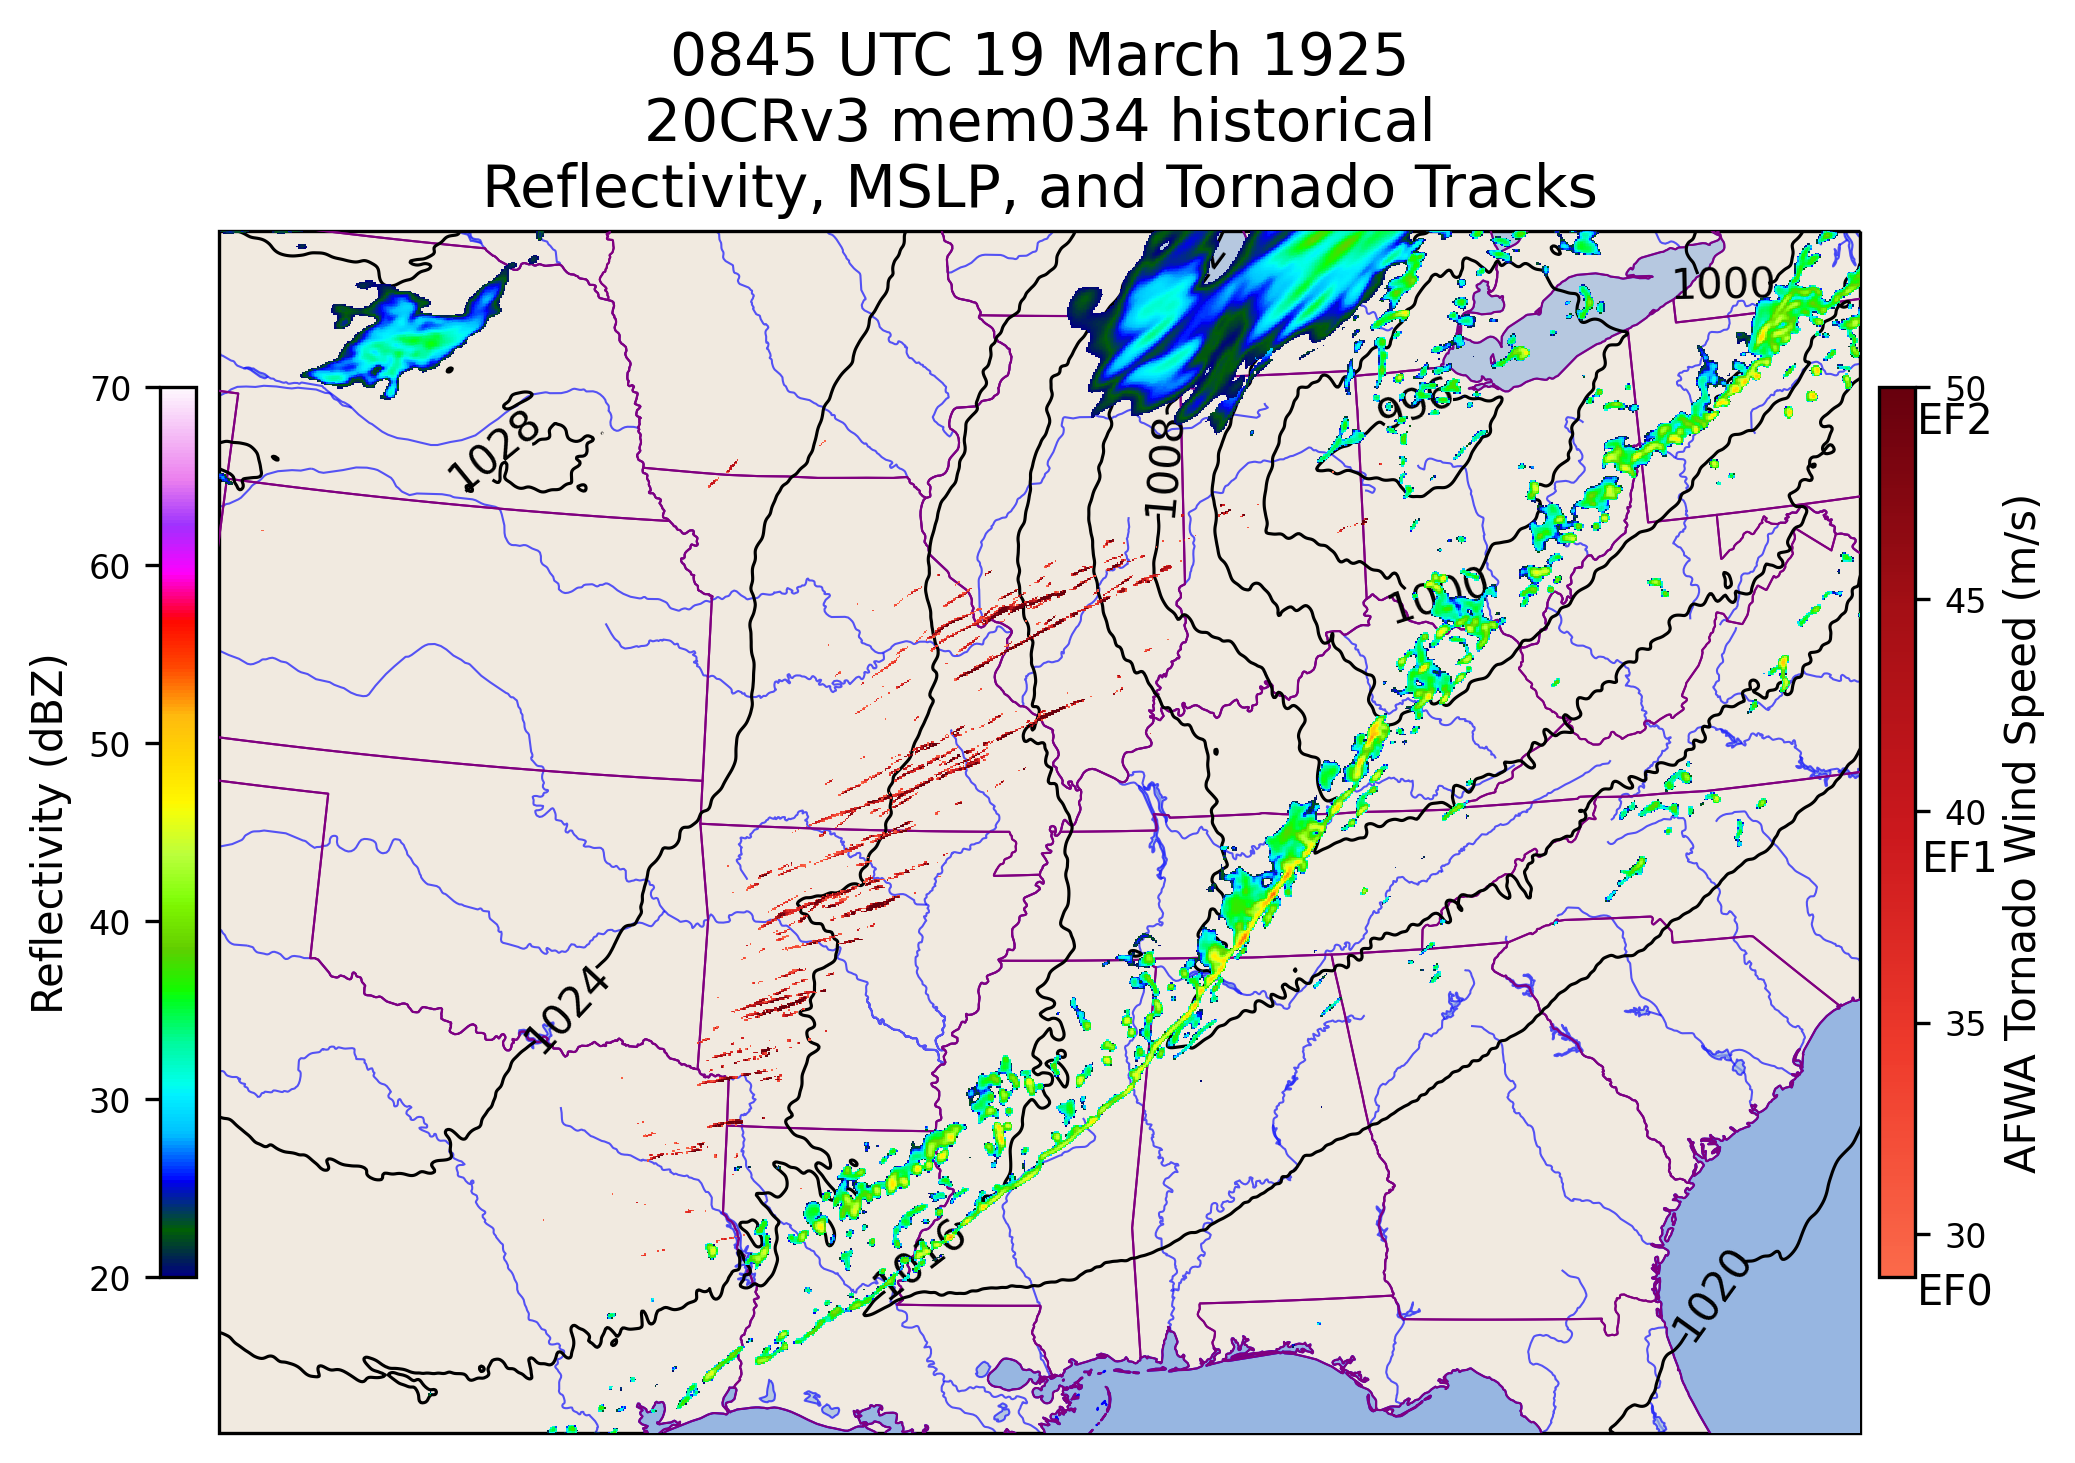 0845 UTC 19 March 1925
20CRv3 mem034 historical
Reflectivity, MSLP, and Tornado Tracks
1000
996
1028
1008
1000
1024
1016
1020
70
60
50
40
30
20
Reflectivity (dBZ)
50
EF2
45
40
EF1
35
30
EF0
AFWA Tornado Wind Speed (m/s)